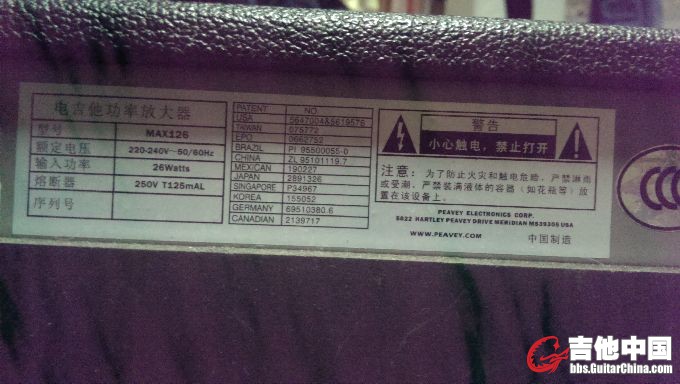 电吉他功率放大器
型号 MAX126
额定电压 220-240V~50/60Hz
输入功率 26Watts
熔断器 250V T125mAL
序列号
PATENT NO
USA 5647004&5619576
TAIWAN 075772
EPO 0662752
BRAZIL PI 95500055-0
CHINA ZL 95101119.7
MEXICAN 190227
JAPAN 2891326
SINGAPORE P34967
KOREA 155052
GERMANY 69510380.6
CANADIAN 2139717
警告
小心触电,禁止打开
注意: 为了防止火灾和触电危险,严禁淋雨
或受潮,严禁装满液体的容器(如花瓶等)放
置在该设备上。
PEAVEY ELECTRONICS CORP.
5022 HARTLEY PEAVEY DRIVE MERIDIAN MS39305 USA
WWW.PEAVEY.COM
中国制造
CCC
吉他中国
bbs.GuitarChina.com